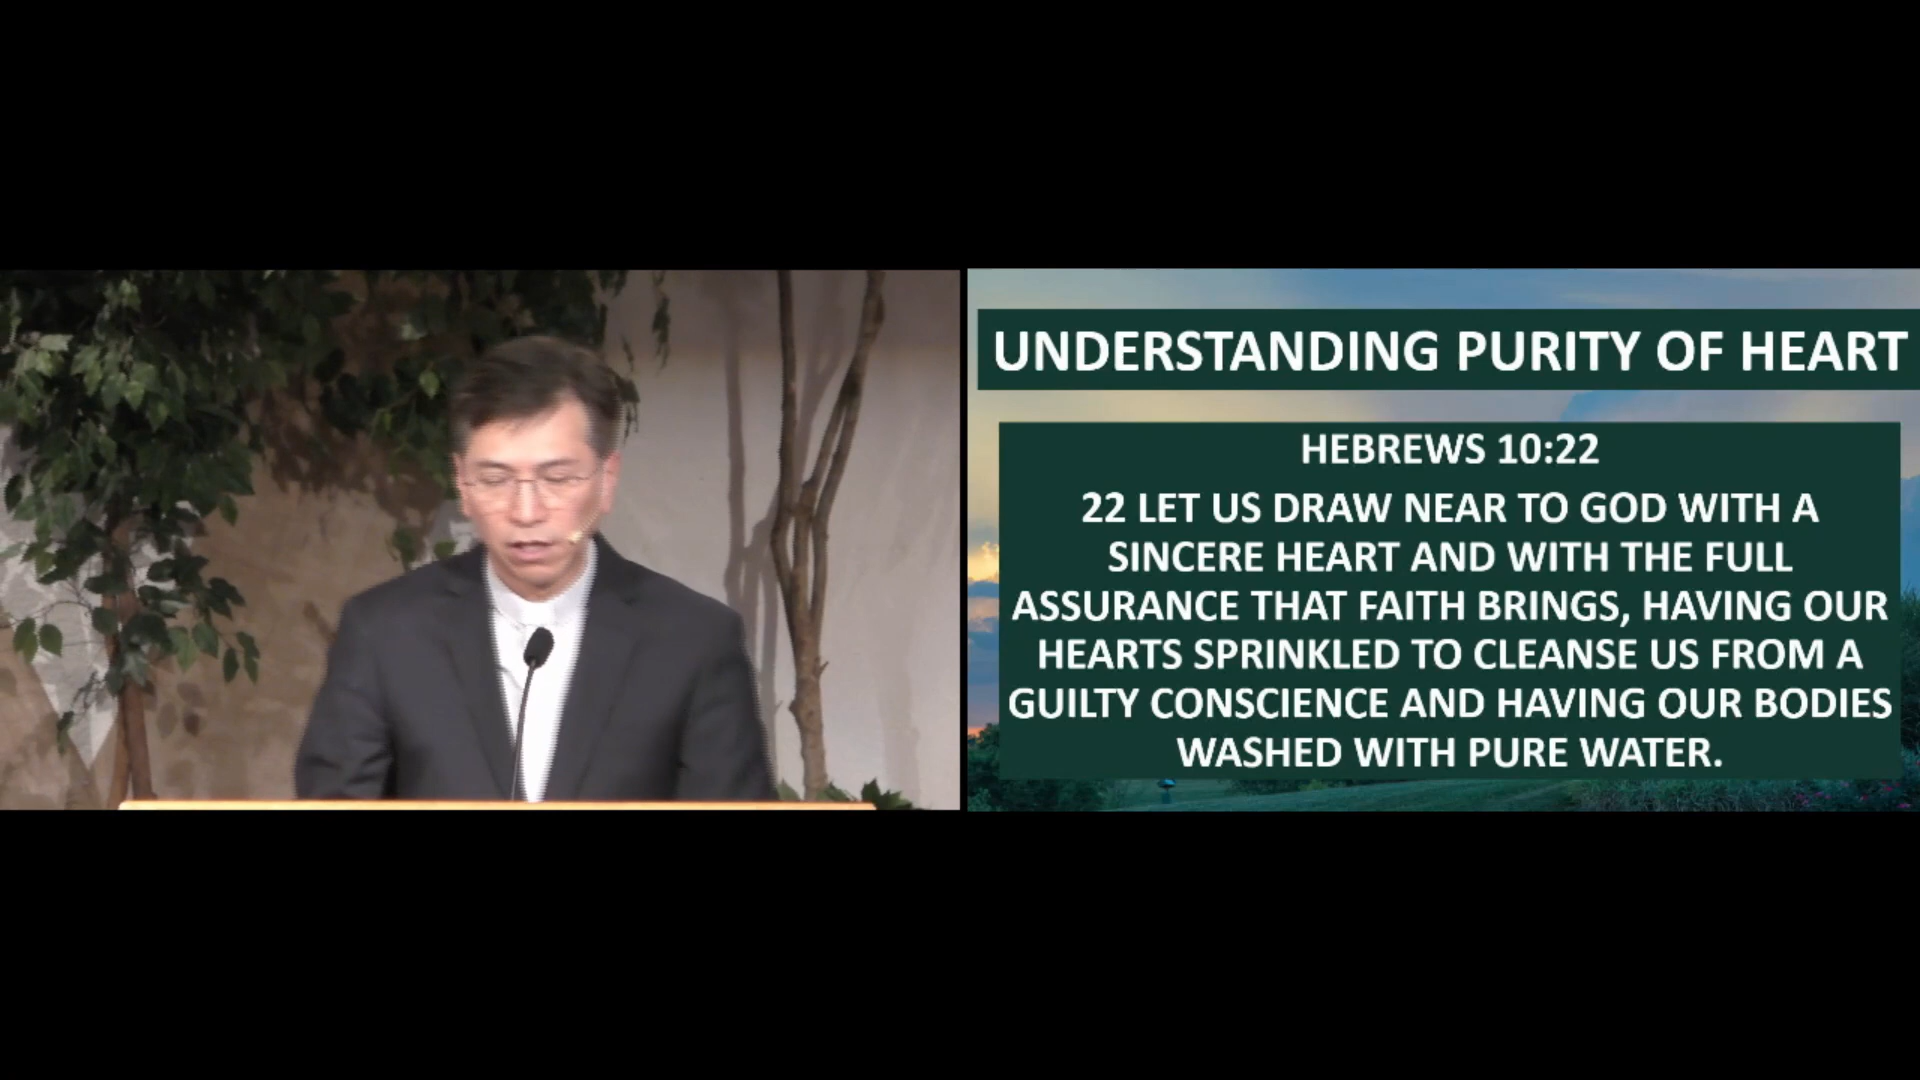 UNDERSTANDING PURITY OF HEART
HEBREWS 10:22
22 LET US DRAW NEAR TO GOD WITH A
SINCERE HEART AND WITH THE FULL
ASSURANCE THAT FAITH BRINGS, HAVING OUR
HEARTS SPRINKLED TO CLEANSE US FROM A
GUILTY CONSCIENCE AND HAVING OUR BODIES
WASHED WITH PURE WATER.